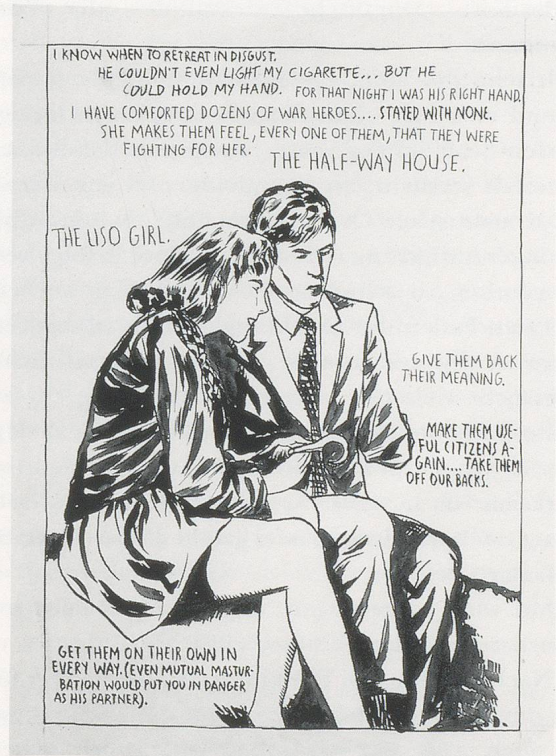 I KNOW WHEN TO RETREAT IN DISGUST.
HE COULDN'T EVEN LIGHT MY CIGARETTE... BUT HE
COULD HOLD MY HAND. FOR THAT NIGHT I WAS HIS RIGHT HAND.
I HAVE COMFORTED DOZENS OF WAR HEROES.... STAYED WITH NONE.
SHE MAKES THEM FEEL, EVERY ONE OF THEM, THAT THEY WERE
FIGHTING FOR HER. THE HALF-WAY HOUSE.
THE USO GIRL.
GIVE THEM BACK
THEIR MEANING.
MAKE THEM USE-
FUL CITIZENS A-
GAIN.... TAKE THEM
OFF OUR BACKS.
GET THEM ON THEIR OWN IN
EVERY WAY. (EVEN MUTUAL MASTUR-
BATION WOULD PUT YOU IN DANGER
AS HIS PARTNER).